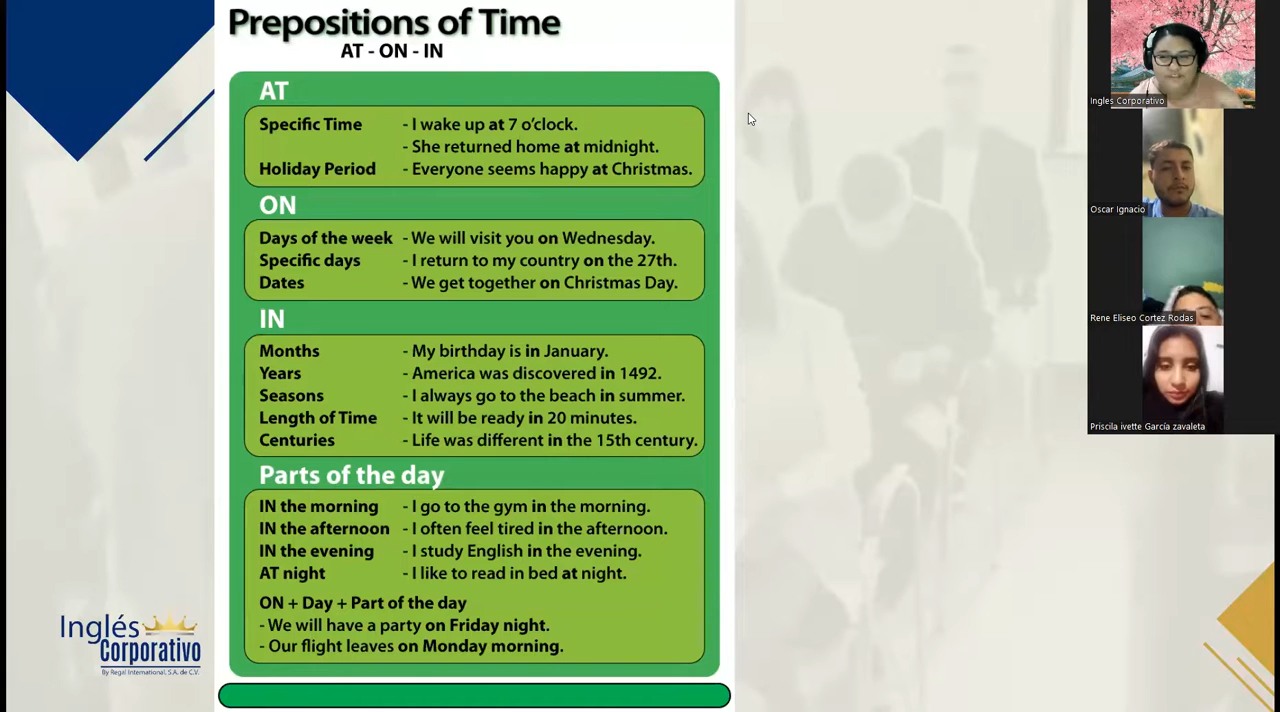 Prepositions of Time
AT - ON - IN
AT
Specific Time - I wake up at 7 o'clock.
- She returned home at midnight.
Holiday Period - Everyone seems happy at Christmas.
ON
Days of the week - We will visit you on Wednesday.
Specific days - I return to my country on the 27th.
Dates - We get together on Christmas Day.
IN
Months - My birthday is in January.
Years - America was discovered in 1492.
Seasons - I always go to the beach in summer.
Length of Time - It will be ready in 20 minutes.
Centuries - Life was different in the 15th century.
Parts of the day
IN the morning - I go to the gym in the morning.
IN the afternoon - I often feel tired in the afternoon.
IN the evening - I study English in the evening.
AT night - I like to read in bed at night.
ON + Day + Part of the day
- We will have a party on Friday night.
- Our flight leaves on Monday morning.
Inglés
Corporativo
By Regal International, S.A. de C.V.
Ingles Corporativo
Oscar Ignacio
Rene Eliseo Cortez Rodas
Priscila ivette García zavaleta